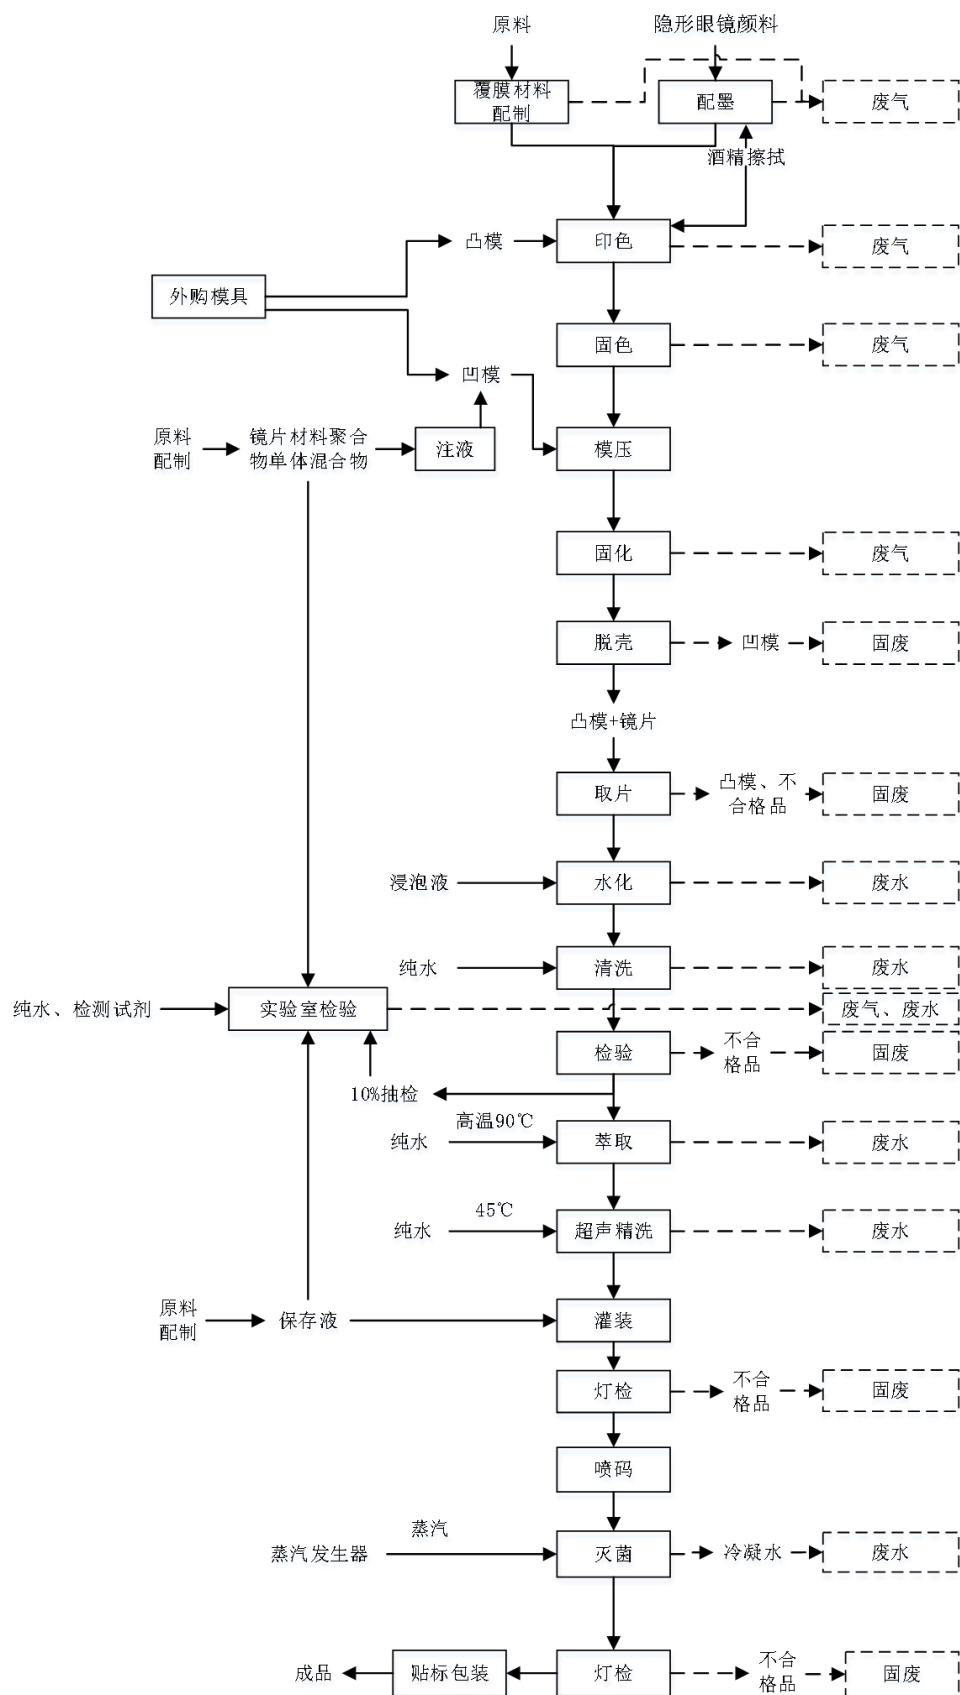 原料
隐形眼镜颜料
覆膜材料
配制
配墨
废气
酒精擦拭
凸模
印色
废气
外购模具
固色
废气
凹模
原料
配制
镜片材料聚合
物单体混合物
注液
模压
固化
废气
脱壳
凹模
固废
凸模+镜片
取片
凸模、不
合格品
固废
浸泡液
水化
废水
纯水
清洗
废水
纯水、检测试剂
实验室检验
废气、废水
检验
不合
格品
固废
10%抽检
高温90℃
纯水
萃取
废水
45℃
纯水
超声精洗
废水
原料
配制
保存液
灌装
灯检
不合
格品
固废
喷码
蒸汽
蒸汽发生器
灭菌
冷凝水
废水
成品
贴标包装
灯检
不合
格品
固废